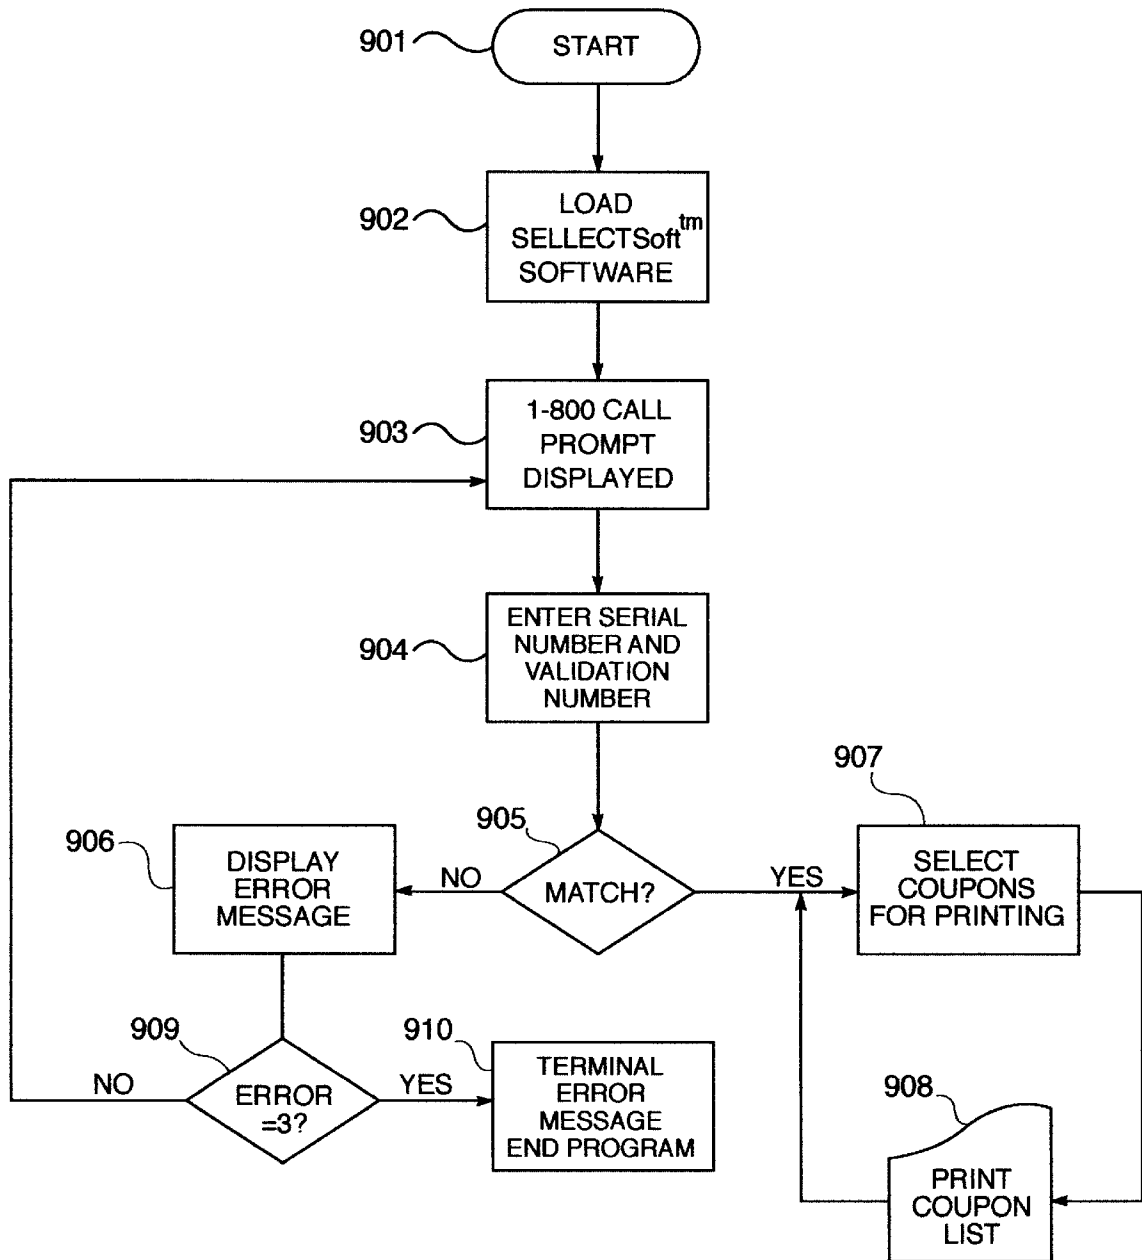 901
START
902
LOAD
SELLECTSoft tm
SOFTWARE
903
1-800 CALL
PROMPT
DISPLAYED
904
ENTER SERIAL
NUMBER AND
VALIDATION
NUMBER
905
MATCH?
NO
YES
906
DISPLAY
ERROR
MESSAGE
907
SELECT
COUPONS
FOR PRINTING
909
ERROR
=3?
NO
YES
910
TERMINAL
ERROR
MESSAGE
END PROGRAM
908
PRINT
COUPON
LIST